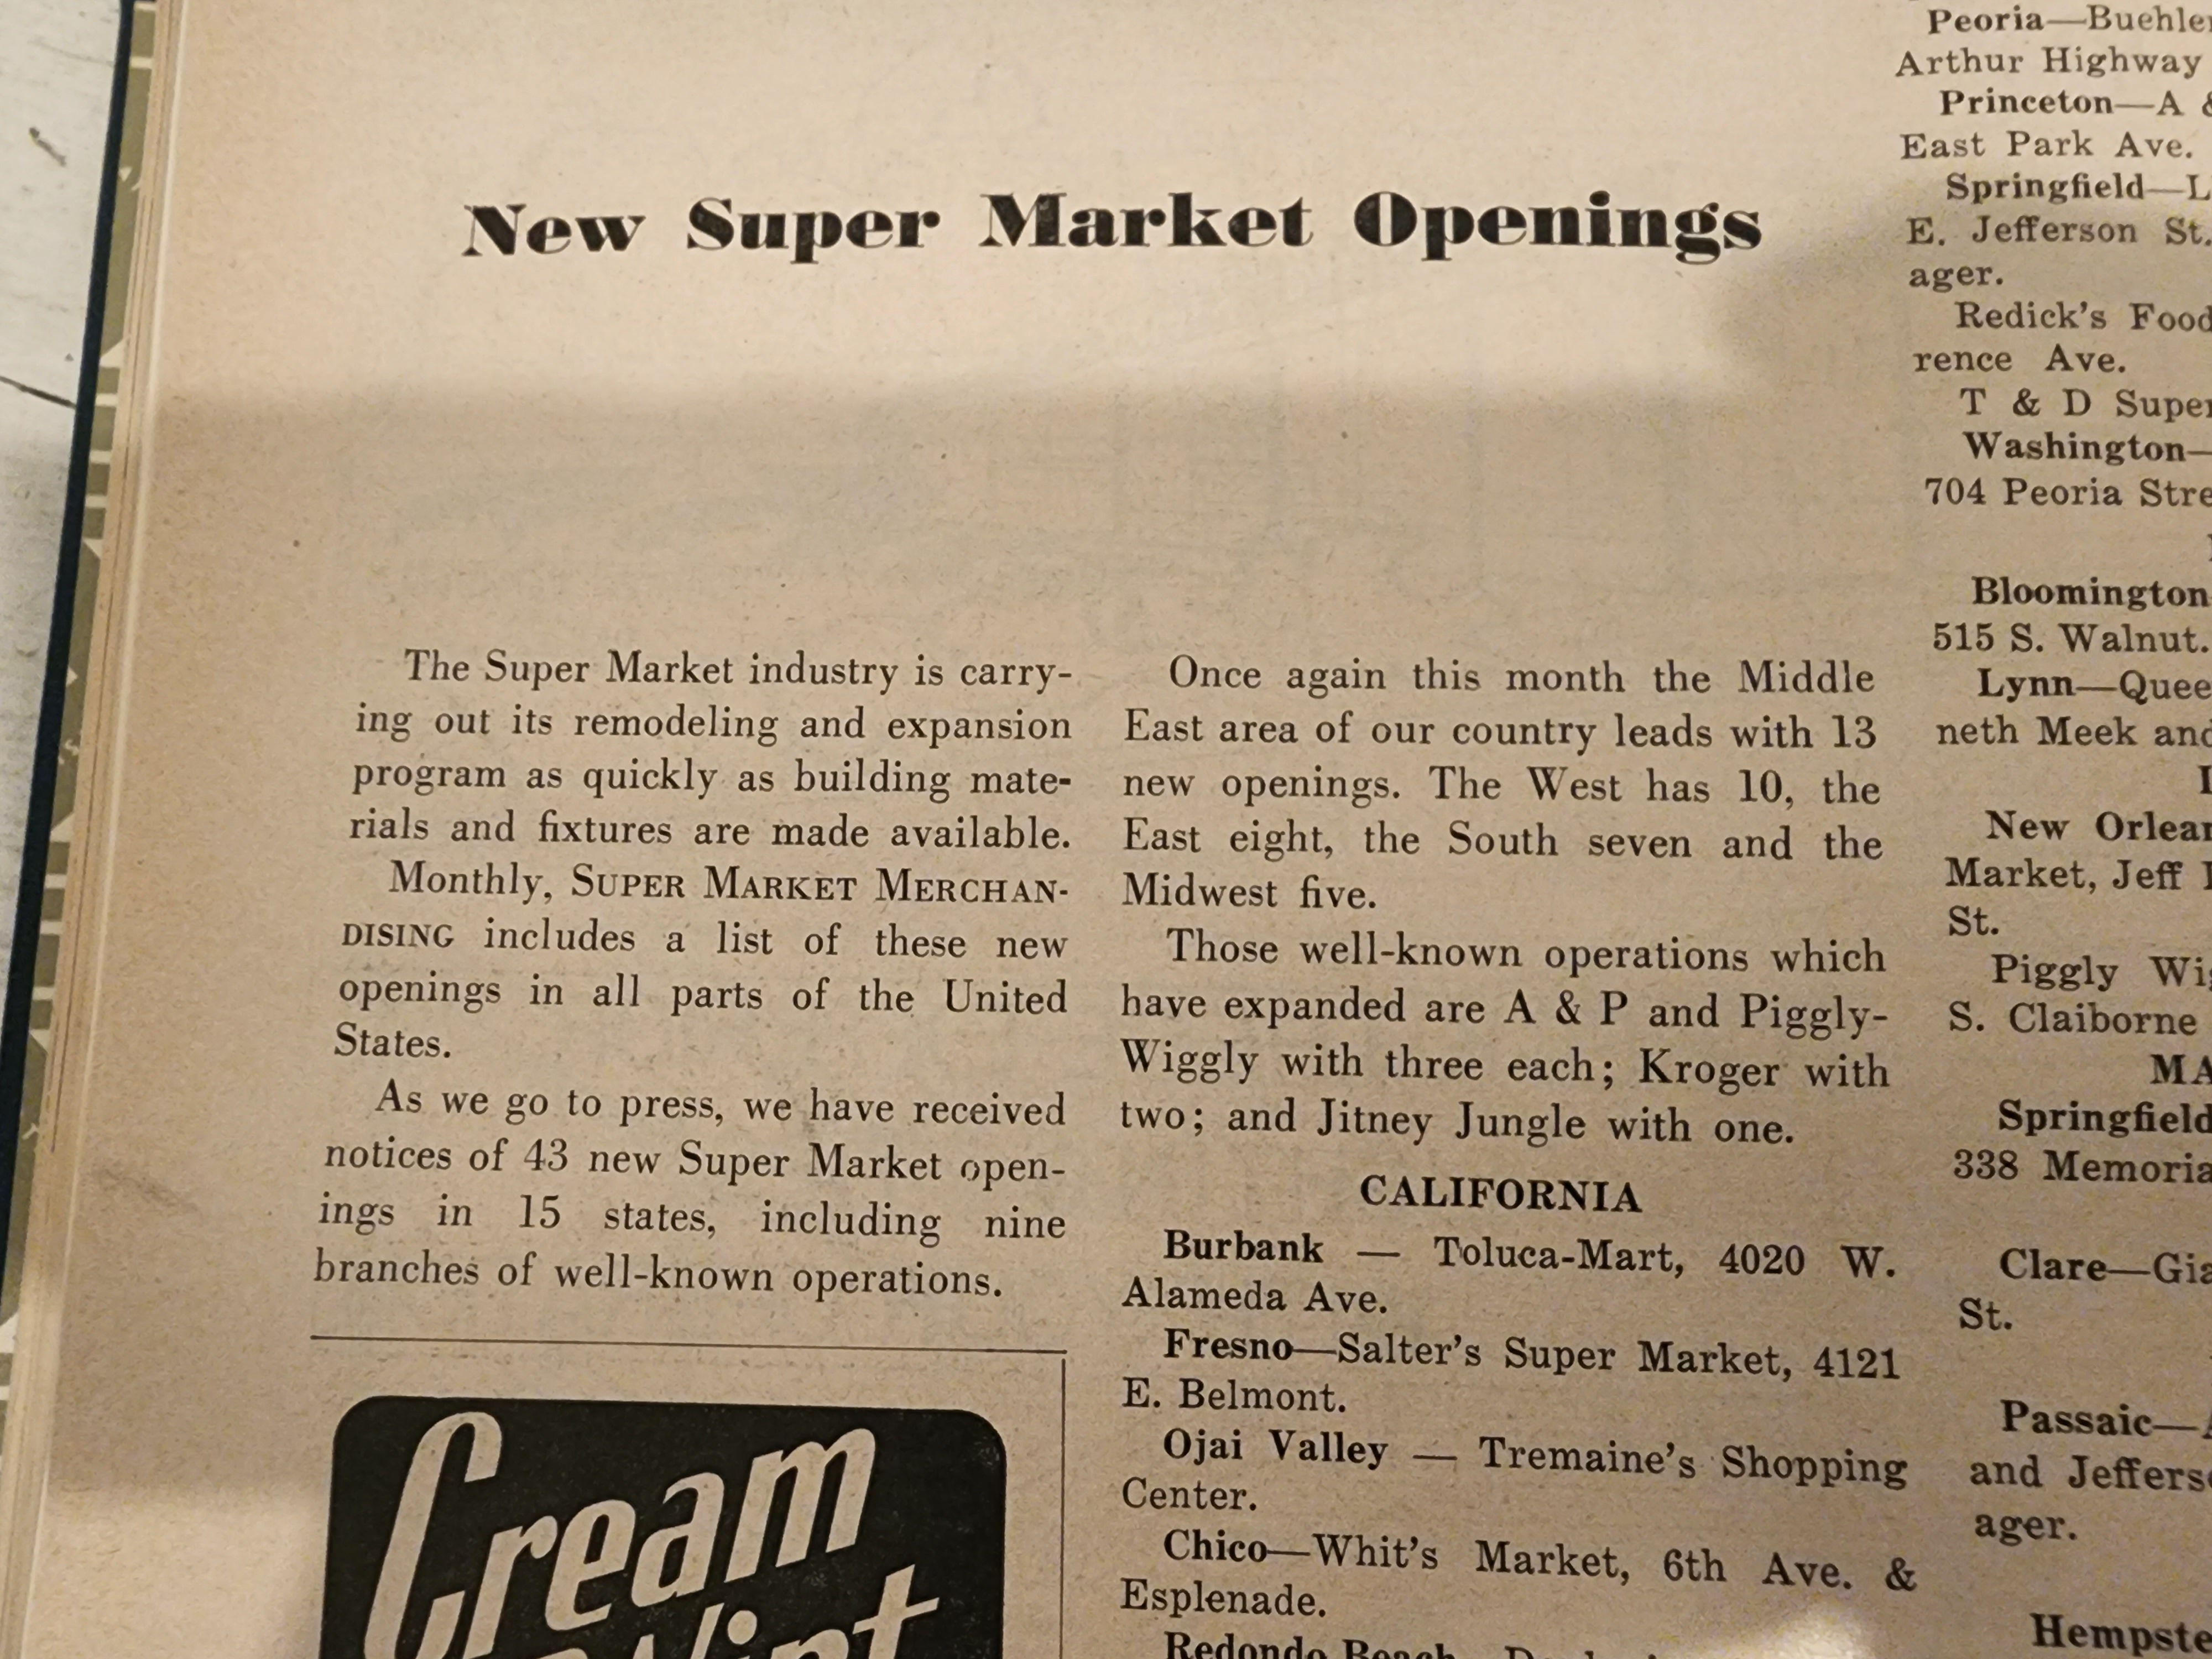 New Super Market Openings
The Super Market industry is carry-
ing out its remodeling and expansion
program as quickly as building mate-
rials and fixtures are made available.
Monthly, SUPER MARKET MERCHAN-
DISING includes a list of these new
openings in all parts of the United
States.
As we go to press, we have received
notices of 43 new Super Market open-
ings in 15 states, including nine
branches of well-known operations.
Cream
Once again this month the Middle
East area of our country leads with 13
new openings. The West has 10, the
East eight, the South seven and the
Midwest five.
Those well-known operations which
have expanded are A & P and Piggly-
Wiggly with three each; Kroger with
two; and Jitney Jungle with one.
CALIFORNIA
Burbank — Toluca-Mart, 4020 W.
Alameda Ave.
Fresno—Salter's Super Market, 4121
E. Belmont.
Ojai Valley — Tremaine's Shopping
Center.
Chico—Whit's Market, 6th Ave. &
Esplenade.
Redondo Beach
Peoria—Buehler
Arthur Highway
Princeton—A &
East Park Ave.
Springfield—L
E. Jefferson St.
ager.
Redick's Food
rence Ave.
T & D Super
Washington—
704 Peoria Stre
Bloomington
515 S. Walnut.
Lynn—Quee
neth Meek and
New Orlean
Market, Jeff
St.
Piggly Wig
S. Claiborne
MA
Springfield
338 Memoria
Clare—Gia
St.
Passaic—A
and Jefferso
ager.
Hempste